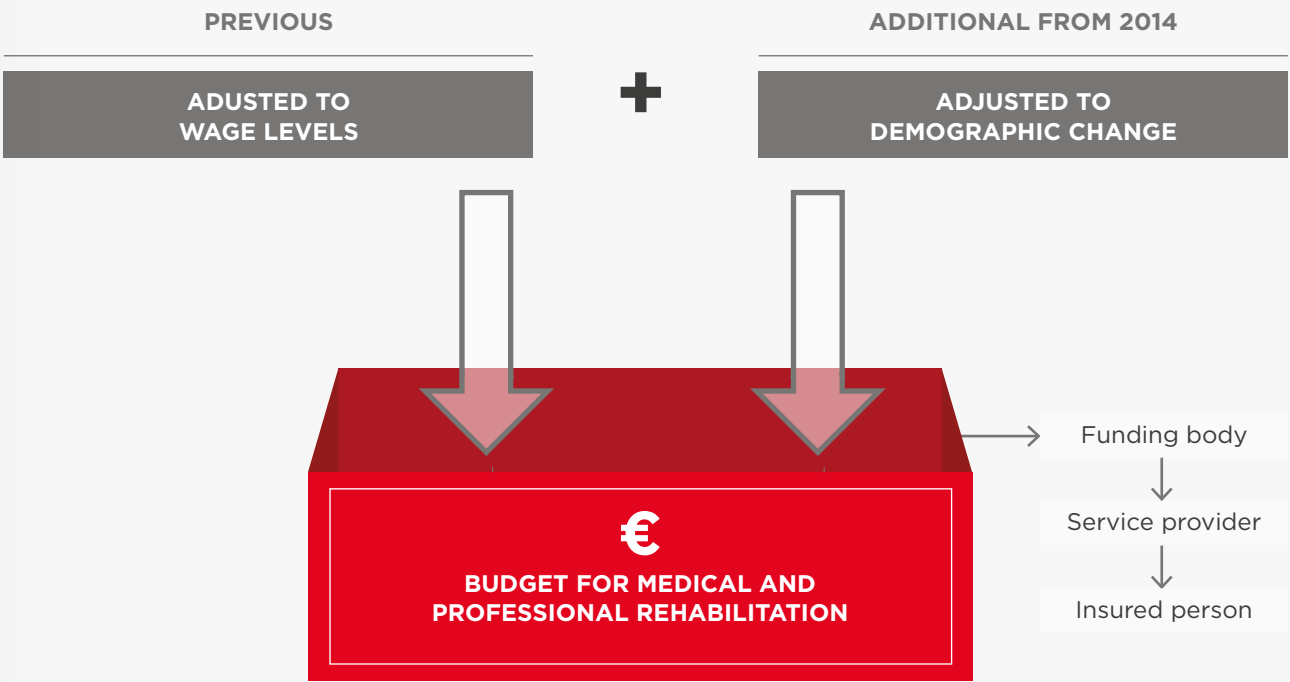 PREVIOUS
ADUSTED TO
WAGE LEVELS
+
ADDITIONAL FROM 2014
ADJUSTED TO
DEMOGRAPHIC CHANGE
€
BUDGET FOR MEDICAL AND
PROFESSIONAL REHABILITATION
Funding body
Service provider
Insured person